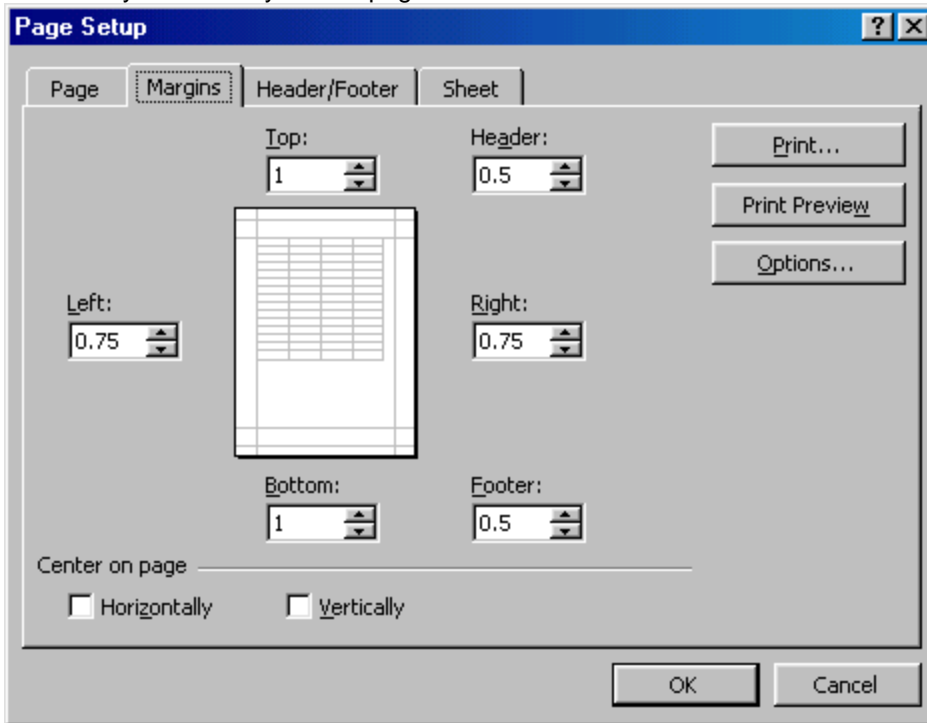 Page Setup
Page Margins Header/Footer Sheet
Top: Header:
1 0.5
Print...
Print Preview
Options...
Left: Right:
0.75 0.75
Bottom: Footer:
1 0.5
Center on page
Horizontally Vertically
OK Cancel